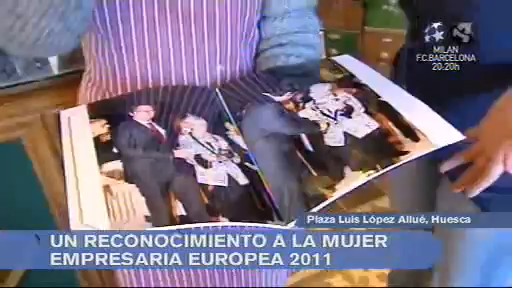 MILAN
F.C.BARCELONA
20:20h
Plaza Luis López Allué, Huesca
UN RECONOCIMIENTO A LA MUJER
EMPRESARIA EUROPEA 2011